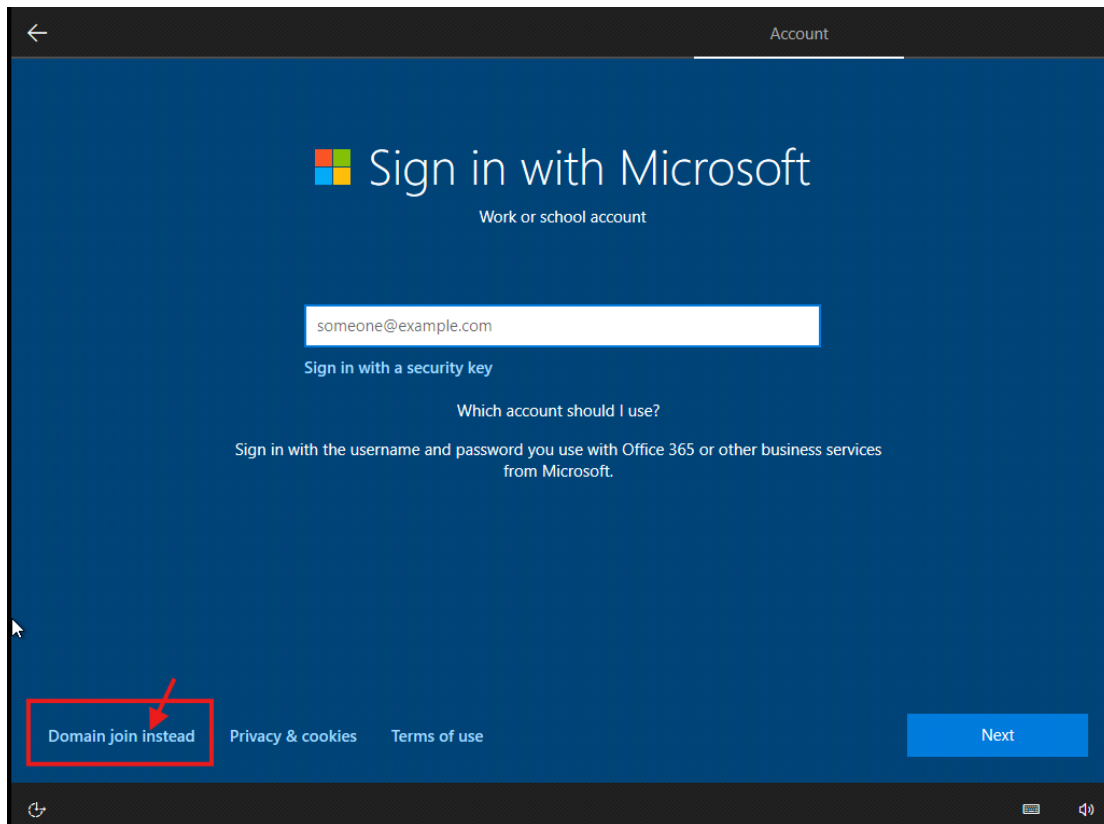 Account
Sign in with Microsoft
Work or school account
someone@example.com
Sign in with a security key
Which account should I use?
Sign in with the username and password you use with Office 365 or other business services
from Microsoft.
Domain join instead Privacy & cookies Terms of use Next